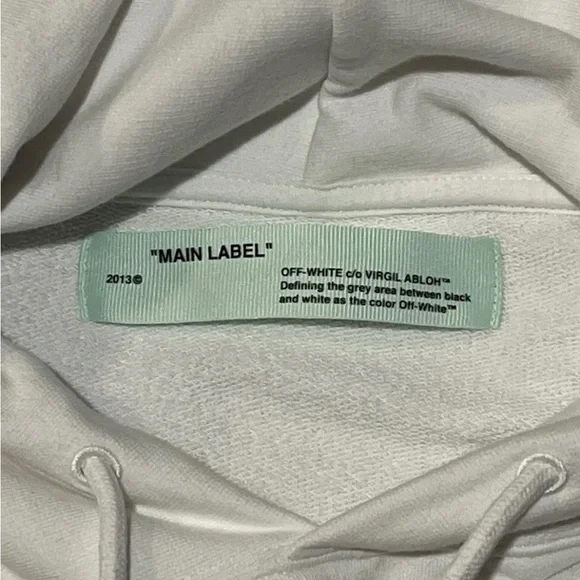 "MAIN LABEL"
2013©
OFF-WHITE c/o VIRGIL ABLOH™
Defining the grey area between black
and white as the color Off-White™